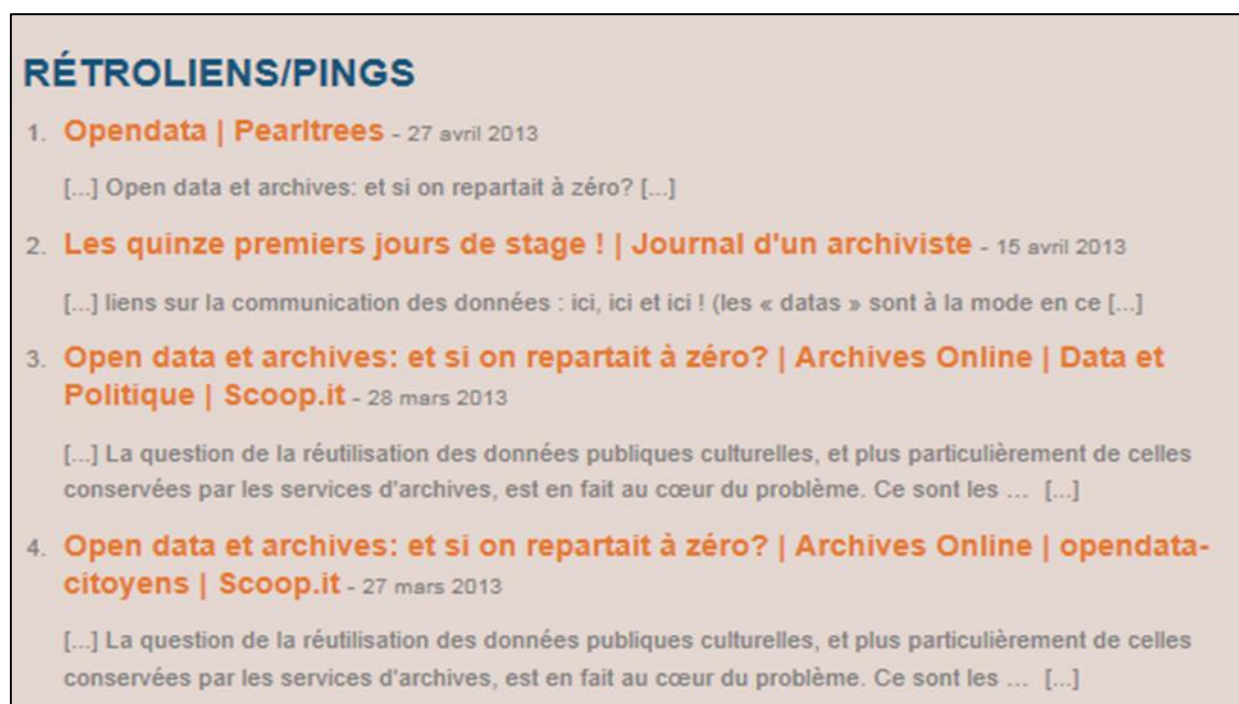 RÉTROLIENS/PINGS
1. Opendata | Pearltrees - 27 avril 2013
[...] Open data et archives: et si on repartait à zéro? [...]
2. Les quinze premiers jours de stage ! | Journal d'un archiviste - 15 avril 2013
[...] liens sur la communication des données : ici, ici et ici ! (les « datas » sont à la mode en ce [...]
3. Open data et archives: et si on repartait à zéro? | Archives Online | Data et
Politique | Scoop.it - 28 mars 2013
[...] La question de la réutilisation des données publiques culturelles, et plus particulièrement de celles
conservées par les services d'archives, est en fait au cœur du problème. Ce sont les ... [...]
4. Open data et archives: et si on repartait à zéro? | Archives Online | opendata-
citoyens | Scoop.it - 27 mars 2013
[...] La question de la réutilisation des données publiques culturelles, et plus particulièrement de celles
conservées par les services d'archives, est en fait au cœur du problème. Ce sont les ... [...]